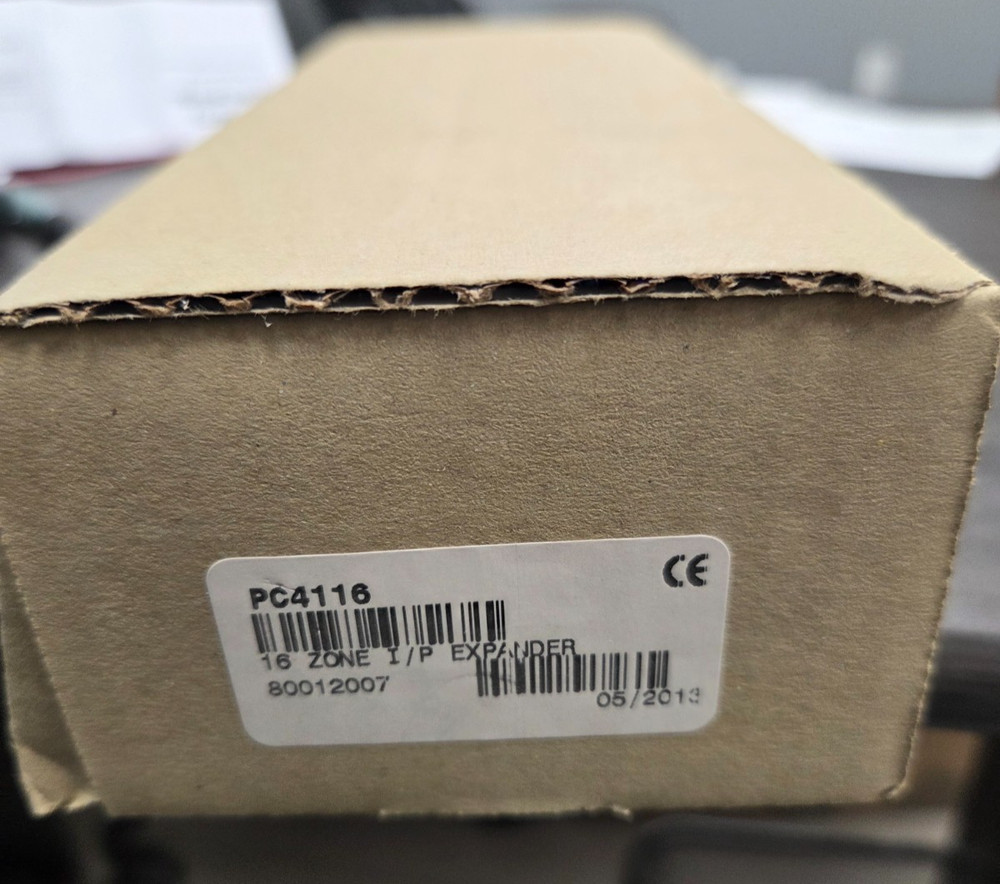 PC4116
CE
16 ZONE I/P EXPANDER
80012007
05/2013